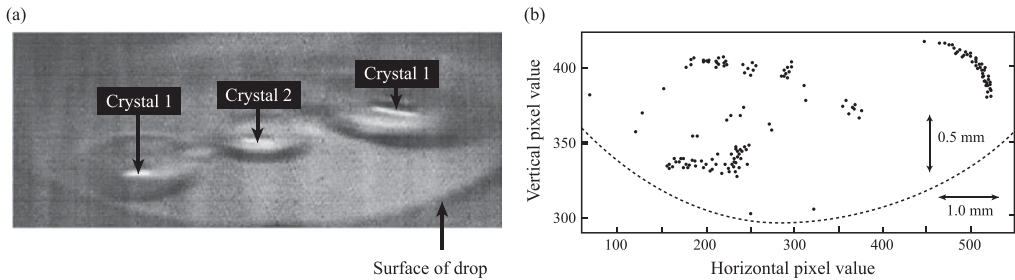 (a)
Crystal 1
Crystal 2
Crystal 1
Surface of drop
(b)
Vertical pixel value
400
350
300
0.5 mm
1.0 mm
100
200
300
400
500
Horizontal pixel value